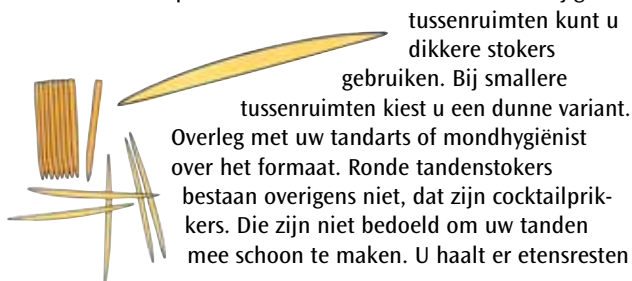 tussenruimten kunt u
dikkere stokers
gebruiken. Bij smallere
tussenruimten kiest u een dunne variant.
Overleg met uw tandarts of mondhygiënist
over het formaat. Ronde tandenstokers
bestaan overigens niet, dat zijn cocktailprik-
kers. Die zijn niet bedoeld om uw tanden
mee schoon te maken. U haalt er etensresten